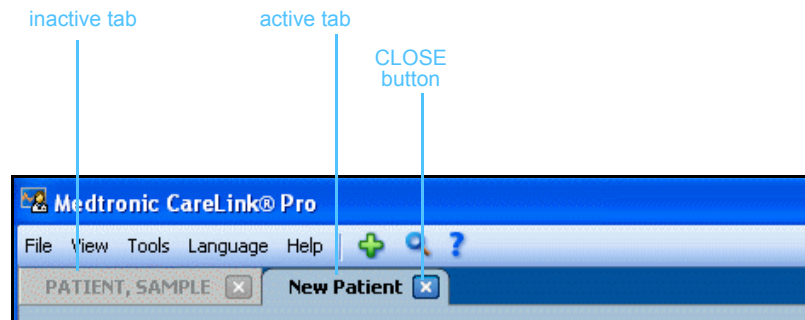 inactive tab
active tab
CLOSE
button
Medtronic CareLink® Pro
File View Tools Language Help
PATIENT, SAMPLE
New Patient